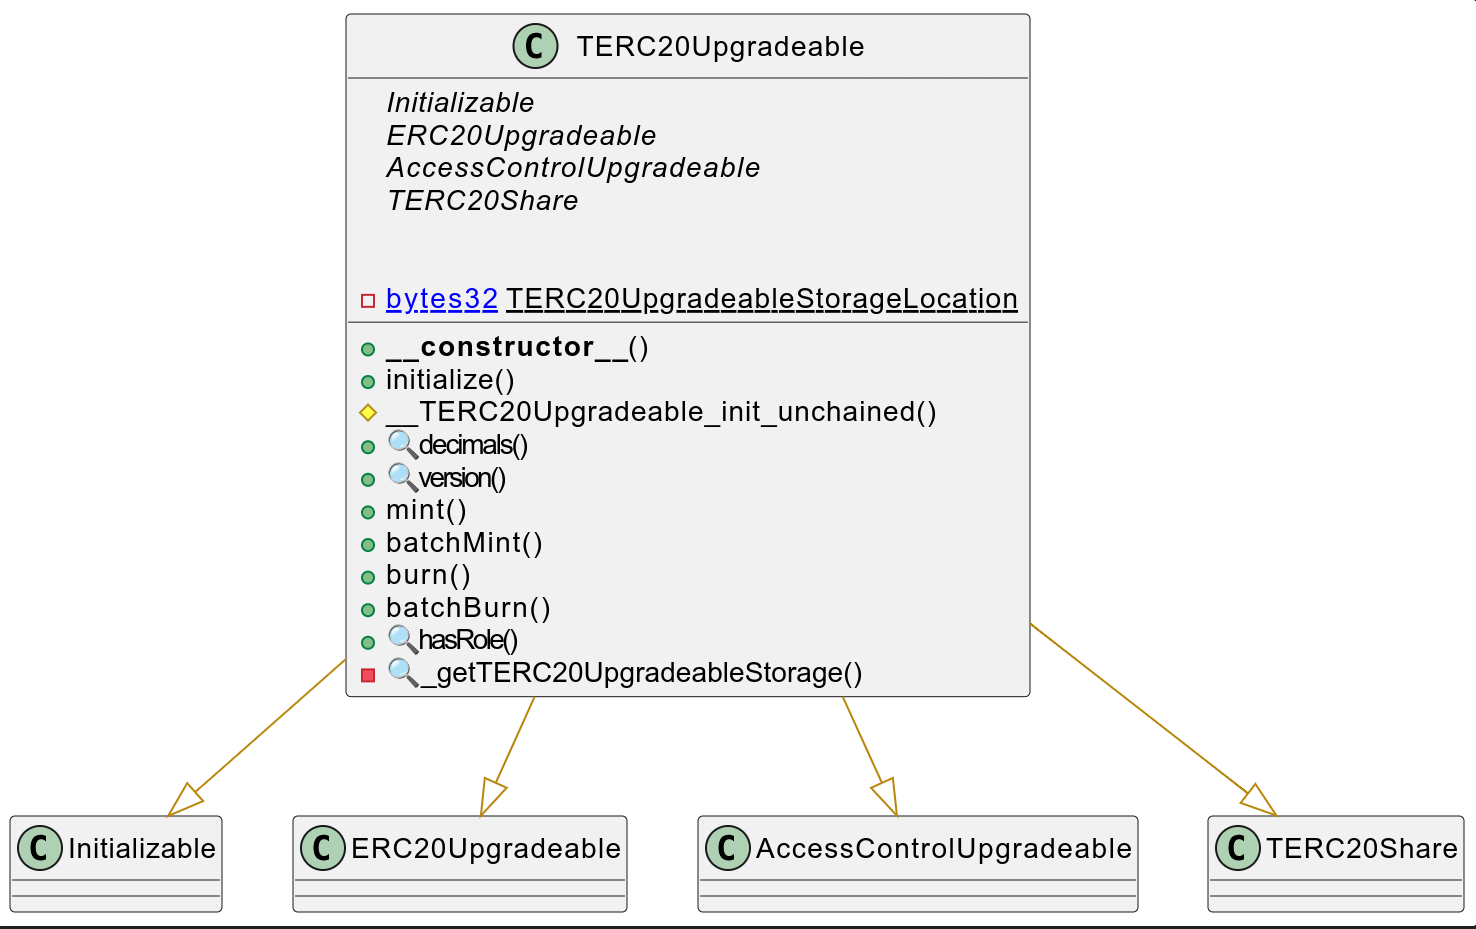 C TERC20Upgradeable
Initializable
ERC20Upgradeable
AccessControlUpgradeable
TERC20Share
bytes32 TERC20UpgradeableStorageLocation
__constructor__()
initialize()
__TERC20Upgradeable_init_unchained()
🔍decimals()
🔍version()
mint()
batchMint()
burn()
batchBurn()
🔍hasRole()
🔍_getTERC20UpgradeableStorage()
C Initializable
C ERC20Upgradeable
C AccessControlUpgradeable
C TERC20Share